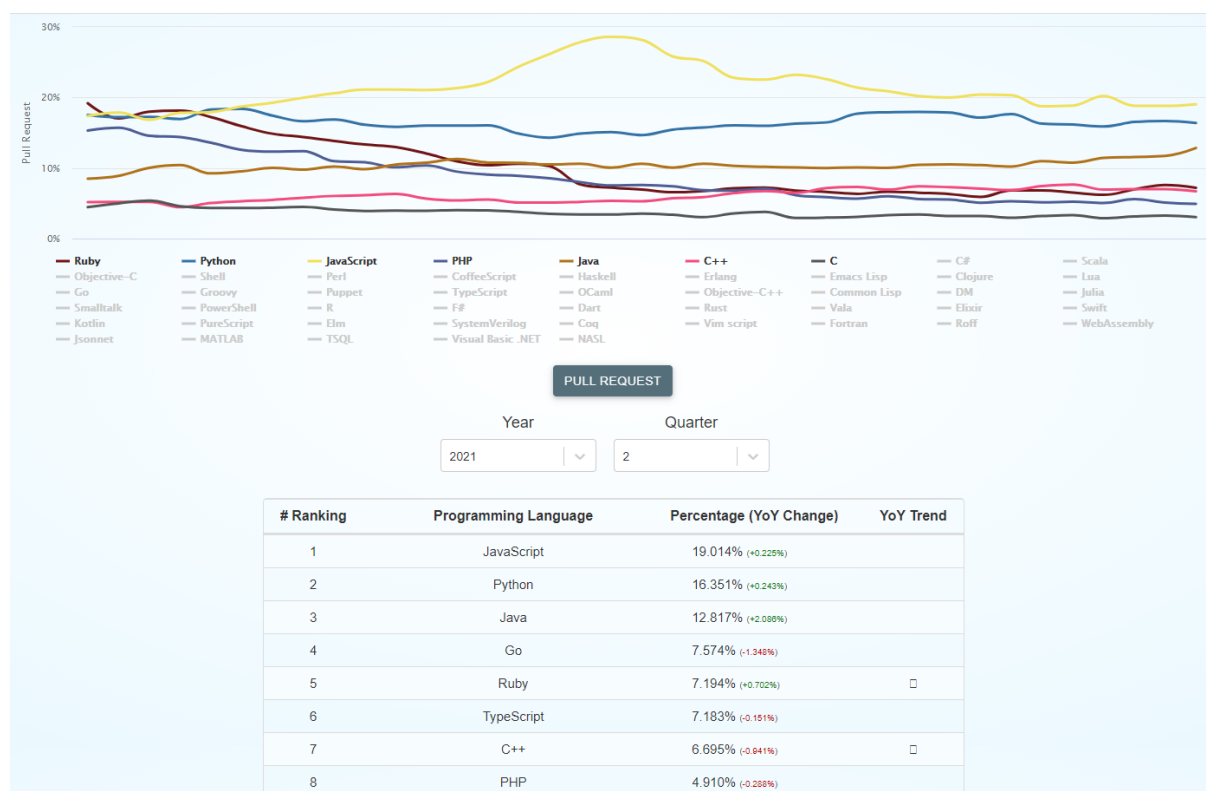 30%
20%
10%
0%
Pull Request
Ruby Python JavaScript PHP Java C++ C C# Scala
Objective-C Shell Perl CoffeeScript Haskell Erlang Emacs Lisp Clojure Lua
Go Groovy Puppet TypeScript OCaml Objective-C++ Common Lisp DM Julia
Smalltalk PowerShell R F# Dart Rust Vala Elixir Swift
Kotlin PureScript Elm SystemVerilog Coq Vim script Fortran Roff WebAssembly
Jsonnet MATLAB TSQL Visual Basic .NET NASL
PULL REQUEST
Year Quarter
2021 2
# Ranking Programming Language Percentage (YoY Change) YoY Trend
1 JavaScript 19.014% (+0.225%)
2 Python 16.351% (+0.243%)
3 Java 12.817% (+2.086%)
4 Go 7.574% (-1.348%)
5 Ruby 7.194% (+0.702%)
6 TypeScript 7.183% (-0.151%)
7 C++ 6.695% (-0.941%)
8 PHP 4.910% (-0.288%)